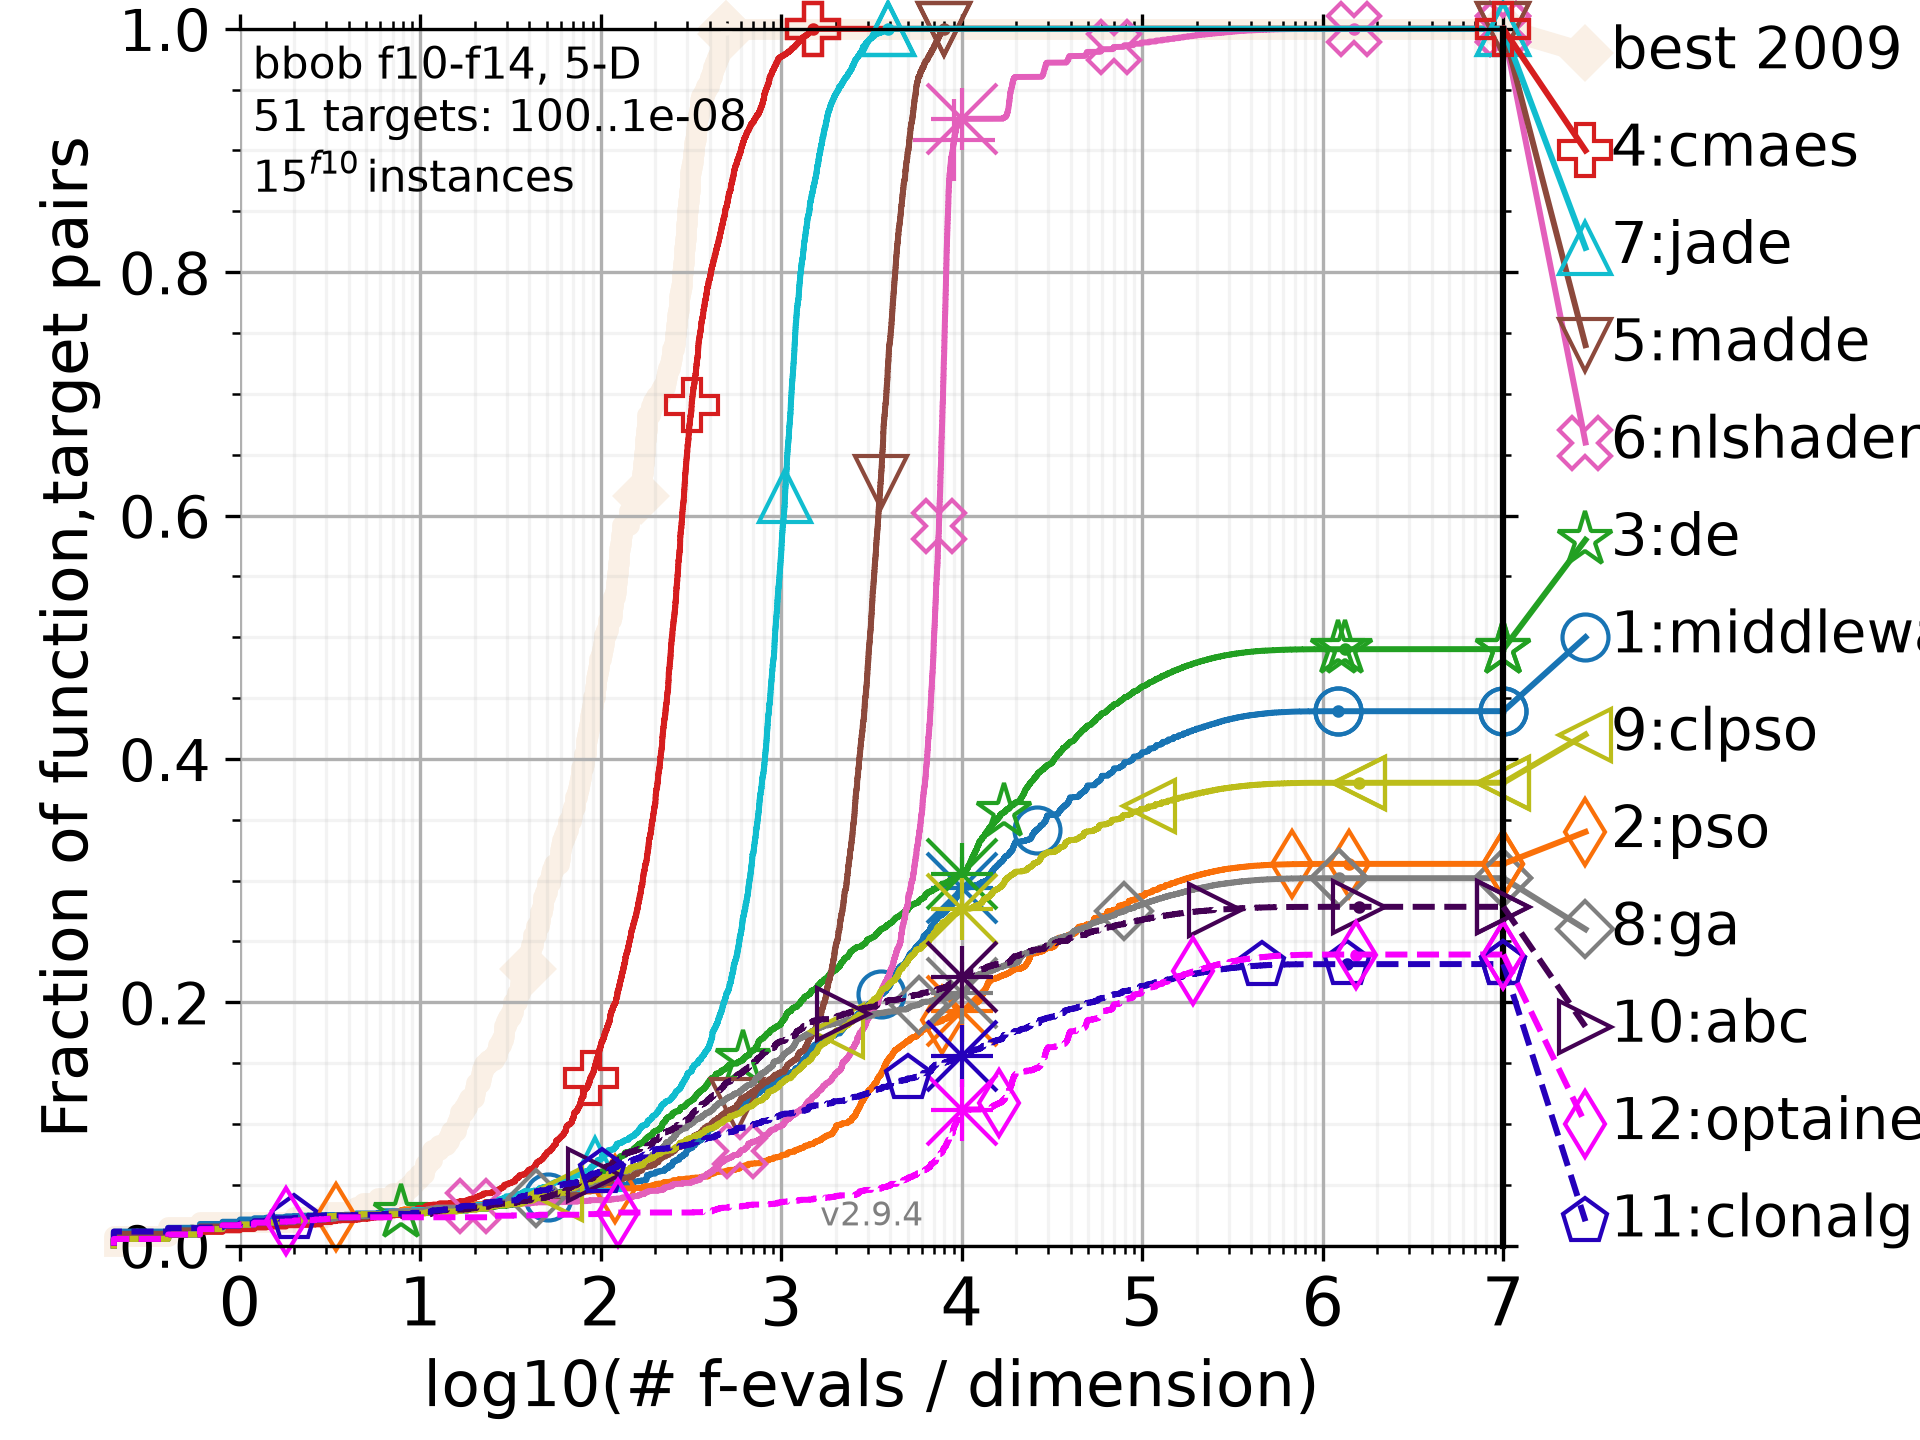 bbob f10-f14, 5-D
51 targets: 100..1e-08
15f10 instances
Fraction of function,target pairs
1.0
0.8
0.6
0.4
0.2
0.0
0 1 2 3 4 5 6 7
log10(# f-evals / dimension)
v2.9.4
best 2009
4:cmaes
7:jade
5:madde
6:nlshader
3:de
1:middlewa
9:clpso
2:pso
8:ga
10:abc
12:optaine
11:clonalg